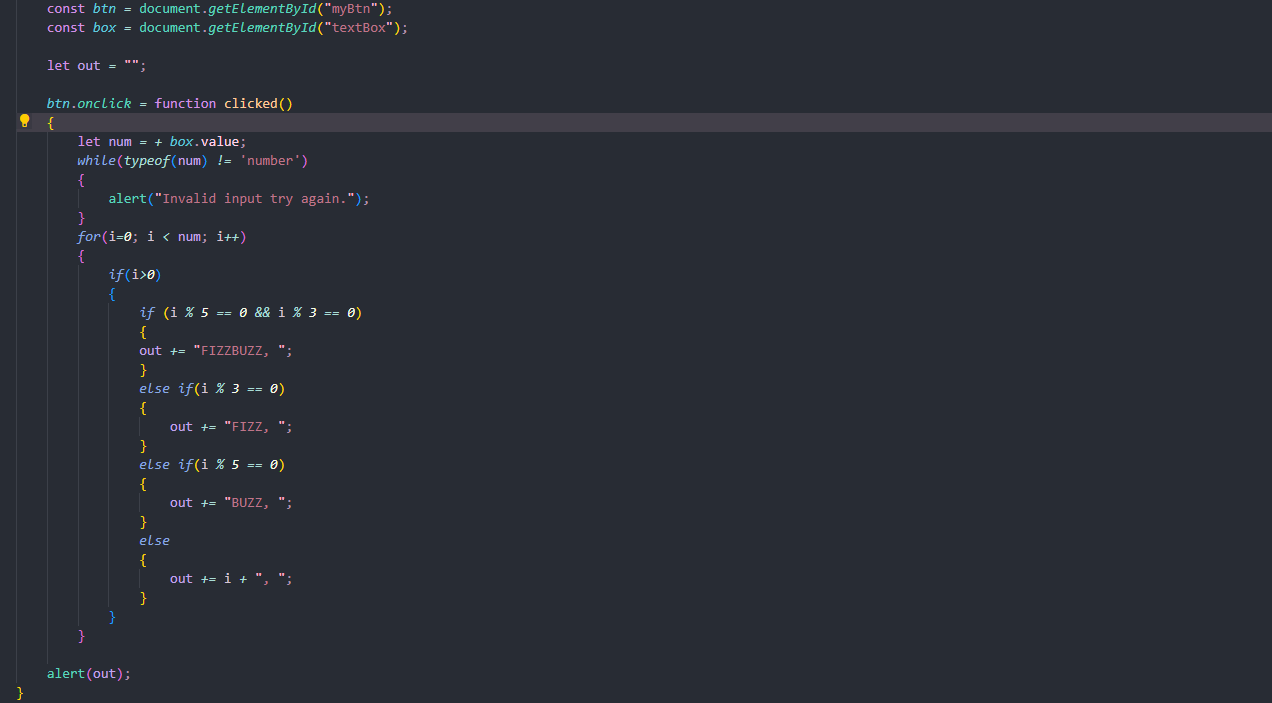 const btn = document.getElementById("myBtn");
const box = document.getElementById("textBox");
let out = "";
btn.onclick = function clicked()
{
let num = + box.value;
while(typeof(num) != 'number')
{
alert("Invalid input try again.");
}
for(i=0; i < num; i++)
{
if(i>0)
{
if (i % 5 == 0 && i % 3 == 0)
{
out += "FIZZBUZZ, ";
}
else if(i % 3 == 0)
{
out += "FIZZ, ";
}
else if(i % 5 == 0)
{
out += "BUZZ, ";
}
else
{
out += i + ", ";
}
}
}
alert(out);
}